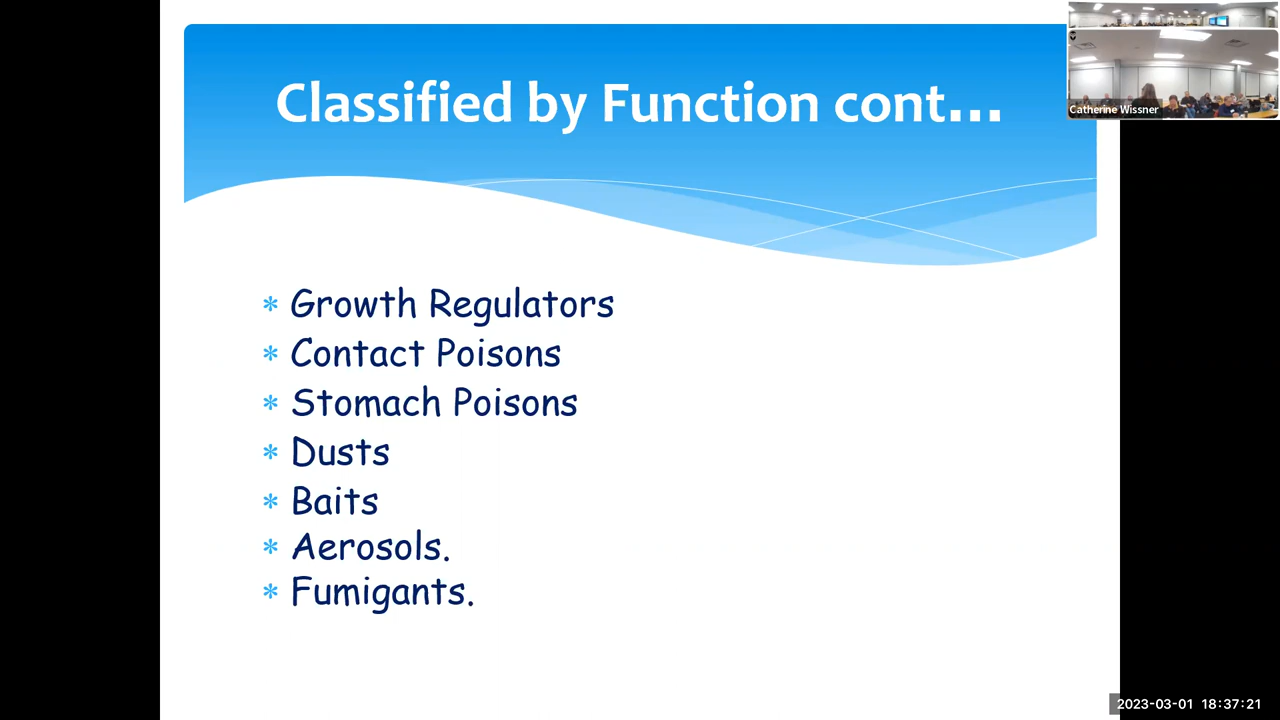 Classified by Function cont...
Catherine Wissner
* Growth Regulators
* Contact Poisons
* Stomach Poisons
* Dusts
* Baits
* Aerosols.
* Fumigants.
2023-03-01 18:37:21